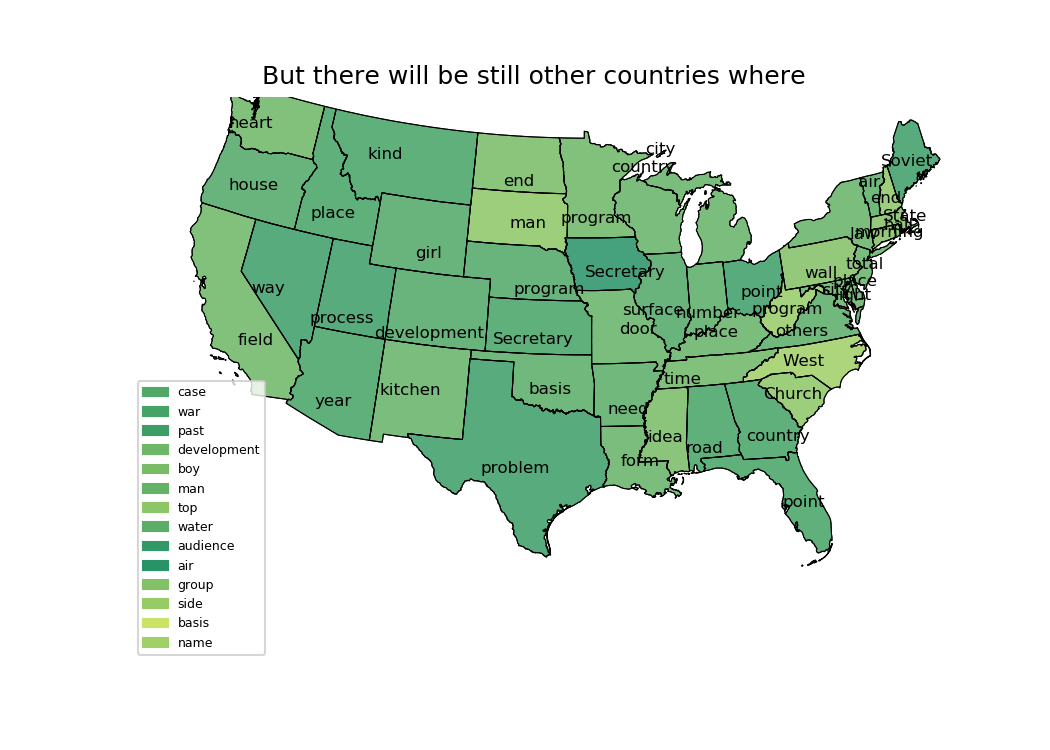 But there will be still other countries where
heart
kind
city
country
Soviet
house
end
air
end
place
man
program
State
morning
girl
total
way
Secretary
wall
place
program
point
light
process
surface
number
program
field
development
Secretary
door
place
others
West
kitchen
basis
time
Church
year
need
idea
road
country
form
problem
point
case
war
past
development
boy
man
top
water
audience
air
group
side
basis
name